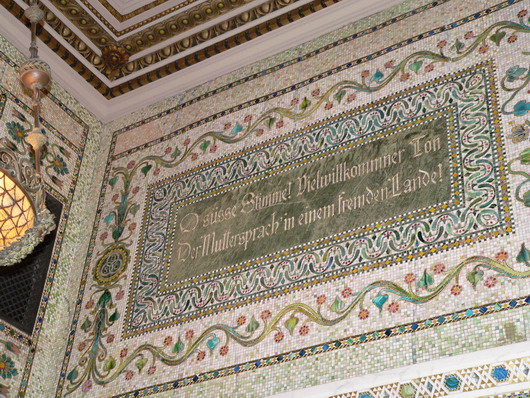 O süsse Stimme! Vielwillkommner Ton
Der Muttersprach' in einem fremden Lande!